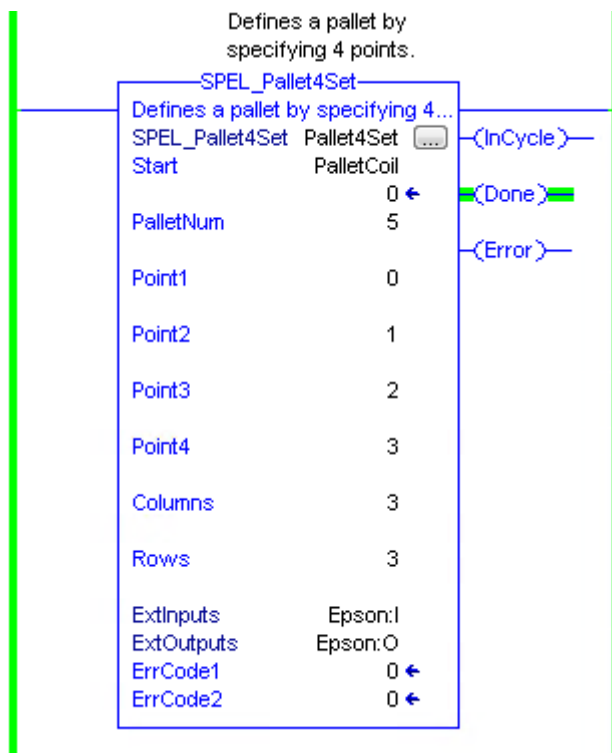 Defines a pallet by
specifying 4 points.
SPEL_Pallet4Set
Defines a pallet by specifying 4...
SPEL_Pallet4Set Pallet4Set ... (InCycle)
Start PalletCoil
0 (Done)
PalletNum 5
(Error)
Point1 0
Point2 1
Point3 2
Point4 3
Columns 3
Rows 3
ExtInputs Epson:I
ExtOutputs Epson:O
ErrCode1 0
ErrCode2 0